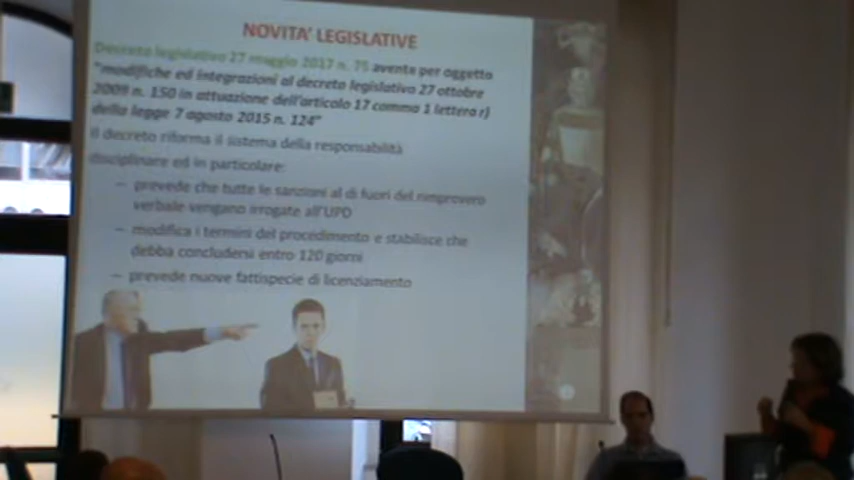 NOVITA' LEGISLATIVE
Decreto legislativo 27 maggio 2017 n. 75 avente per oggetto
"modifiche ed integrazioni al decreto legislativo 27 ottobre
2009 n. 150 in attuazione dell'articolo 17 comma 1 lettera r)
della legge 7 agosto 2015 n. 124"
Il decreto riforma il sistema della responsabilità
disciplinare ed in particolare:
– prevede che tutte le sanzioni al di fuori del rimprovero
verbale vengano irrogate all'UPD
– modifica i termini del procedimento e stabilisce che
debba concludersi entro 120 giorni
– prevede nuove fattispecie di licenziamento